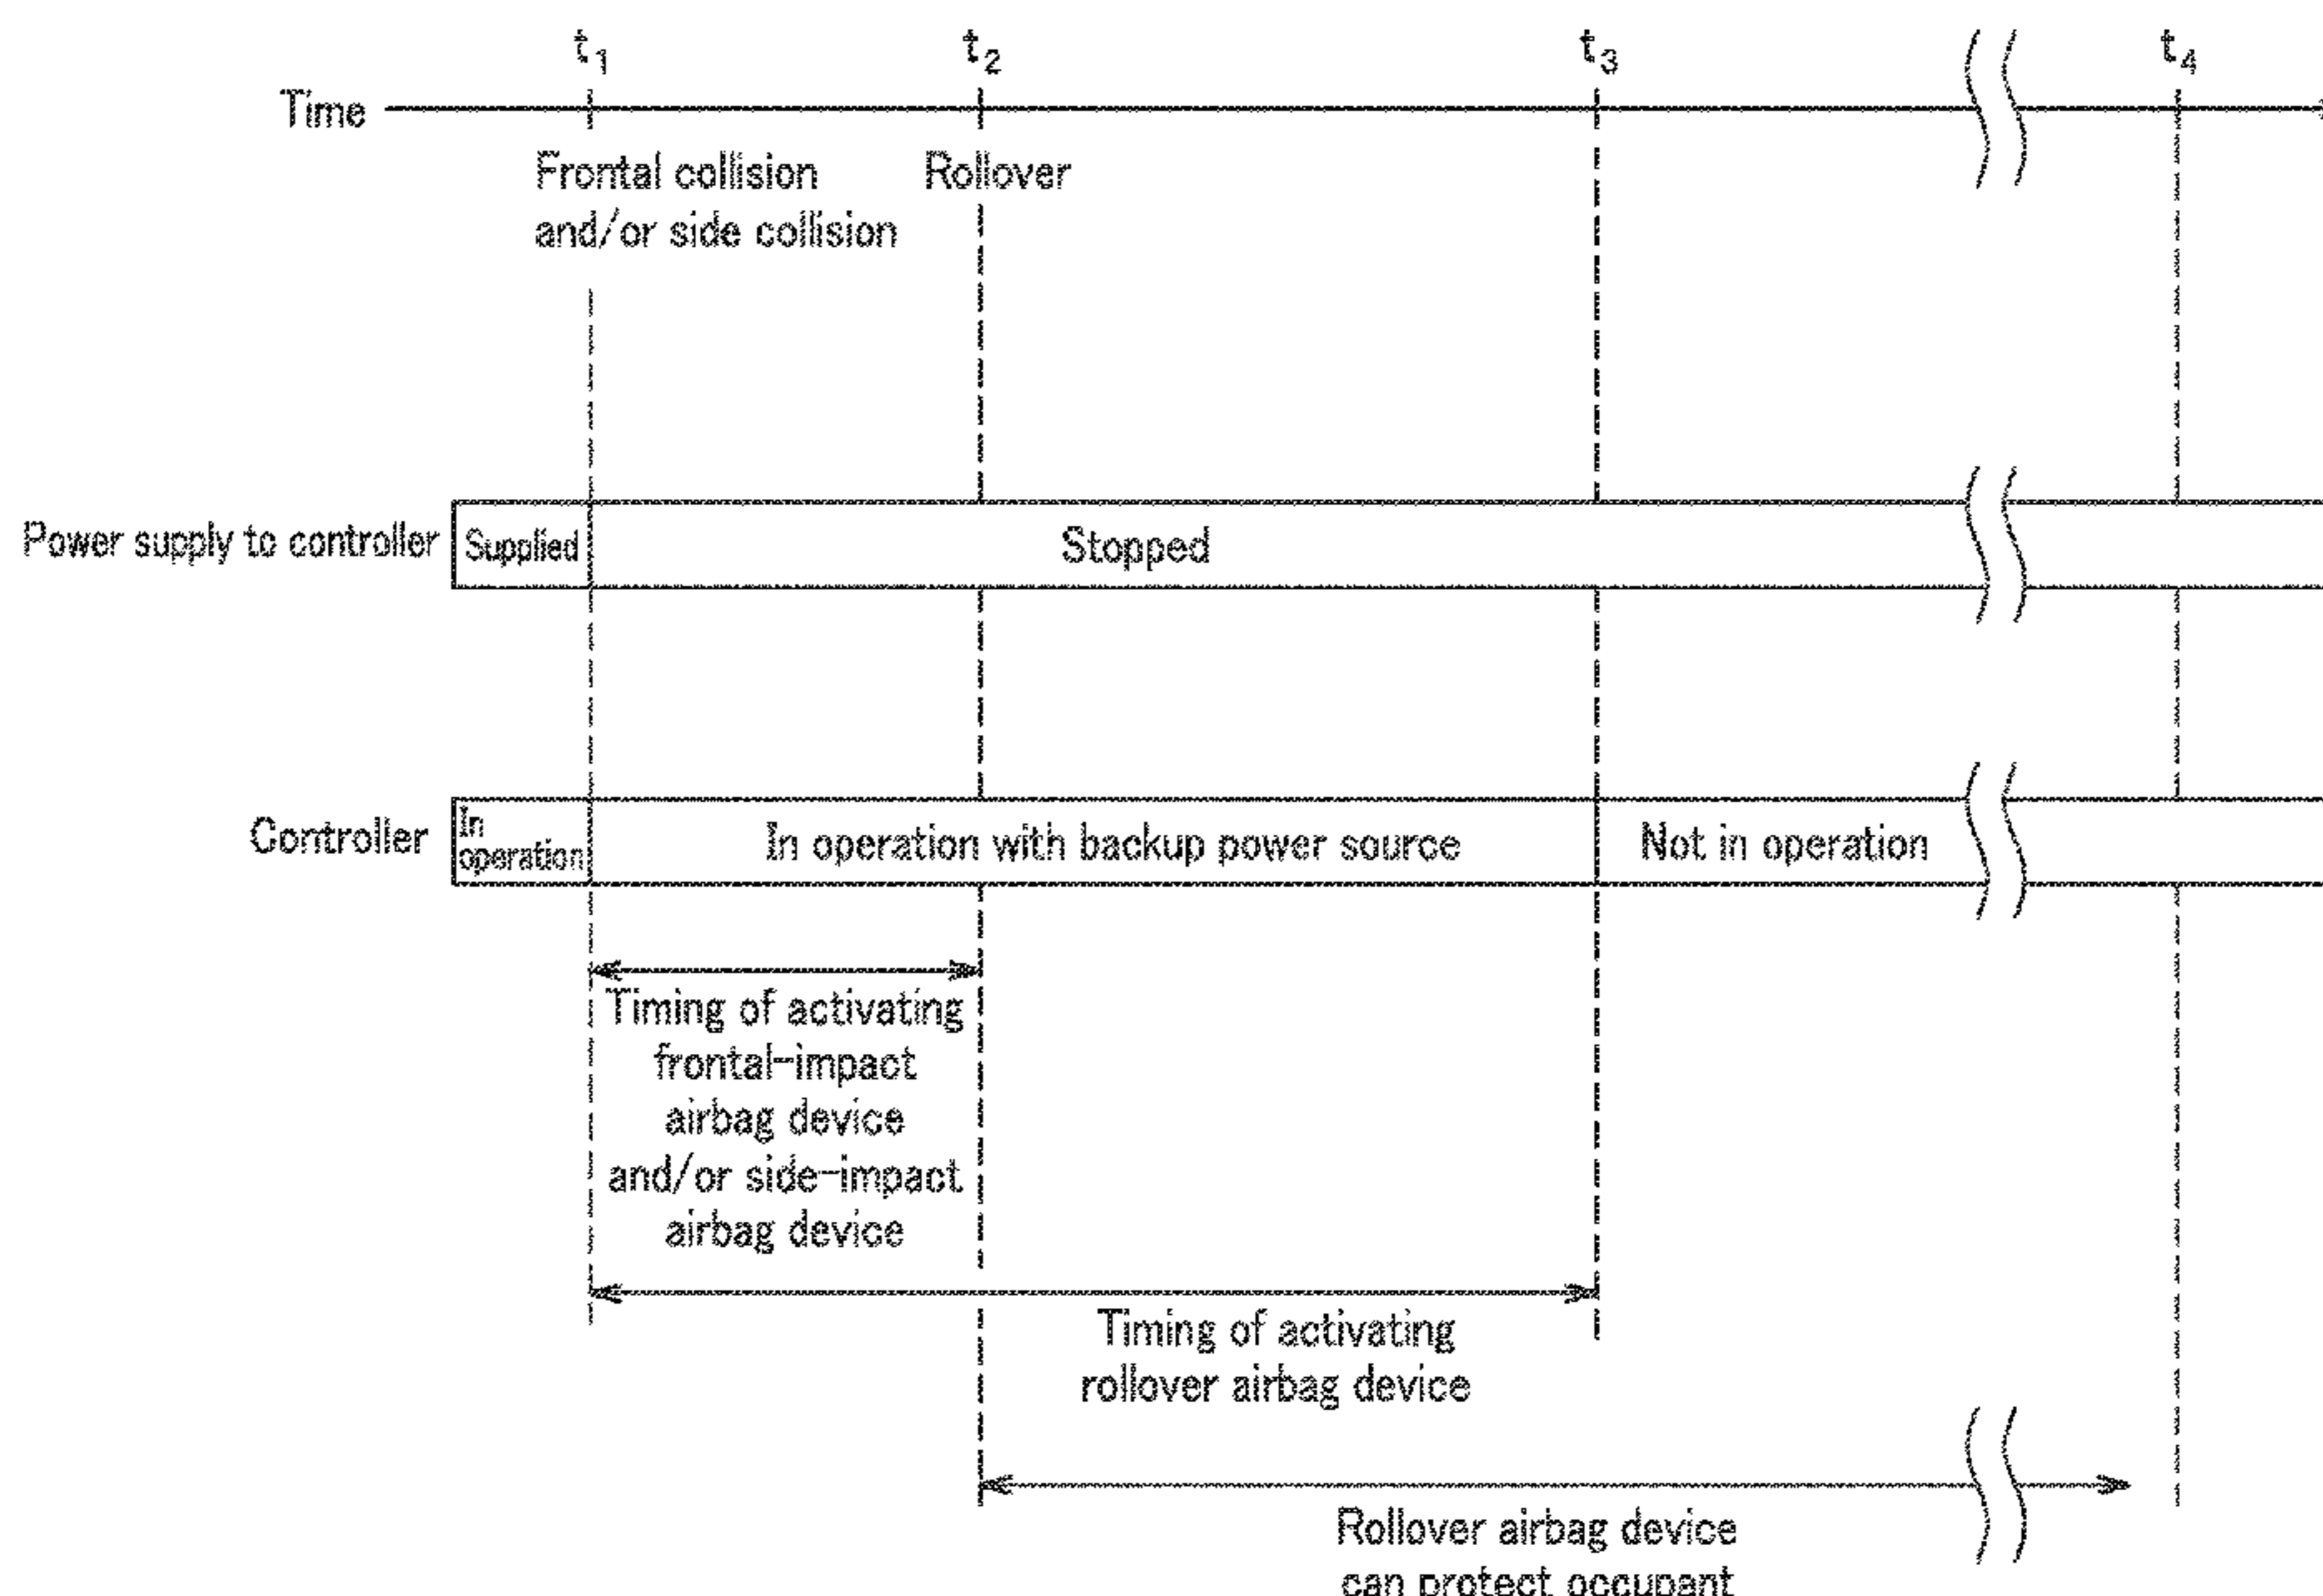 t1 t2 t3 t4
Time
Frontal collision
and/or side collision
Rollover
Power supply to controller Supplied Stopped
Controller
In
operation
In operation with backup power source Not in operation
Timing of activating
frontal-impact
airbag device
and/or side-impact
airbag device
Timing of activating
rollover airbag device
Rollover airbag device
can protect occupant